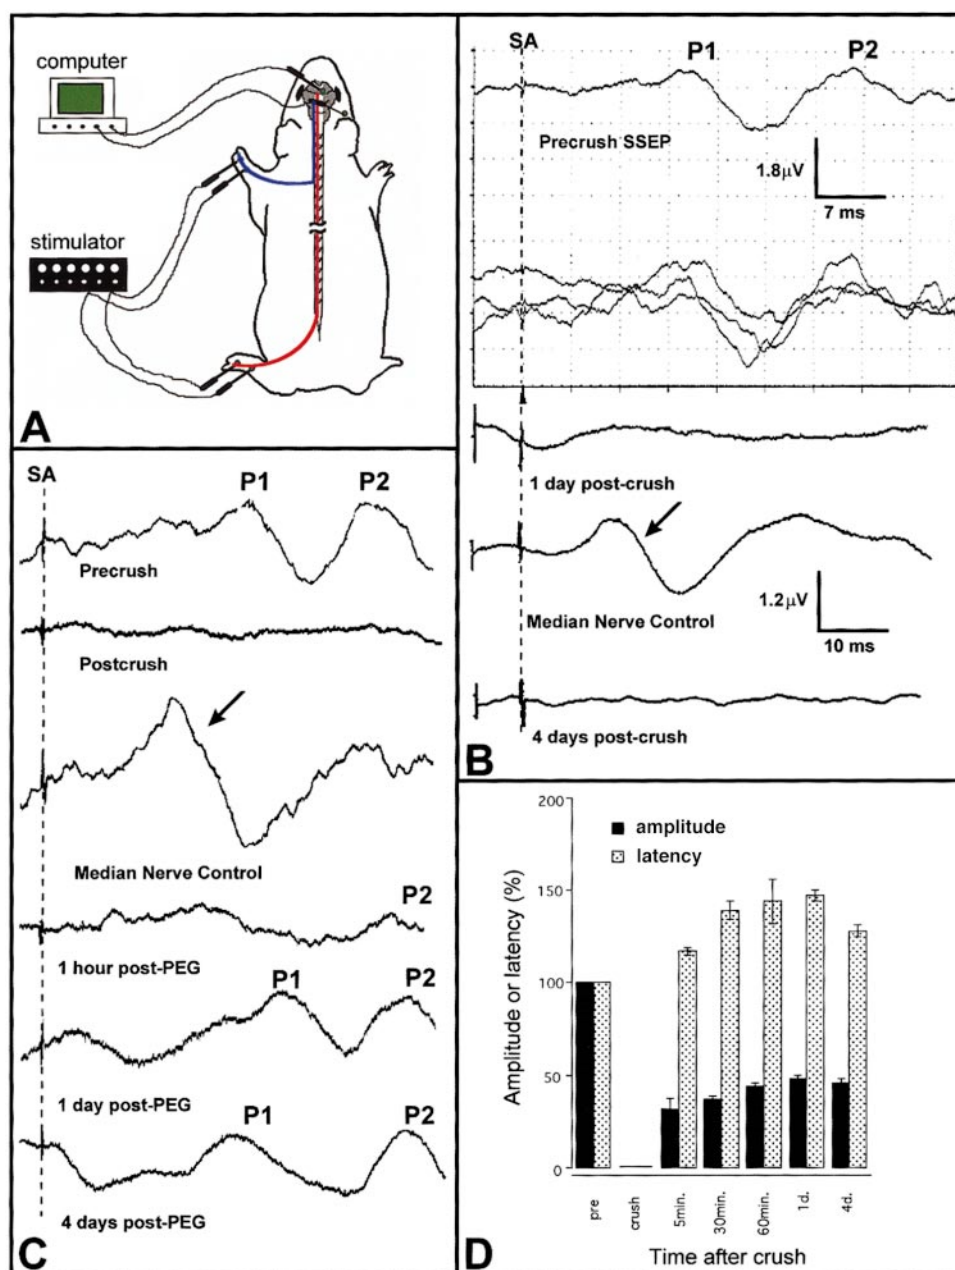 computer
stimulator
A
SA
P1
P2
Precrush SSEP
1.8μV
7 ms
1 day post-crush
Median Nerve Control
1.2μV
10 ms
4 days post-crush
B
SA
P1
P2
Precrush
Postcrush
Median Nerve Control
P2
1 hour post-PEG
P1
P2
1 day post-PEG
P1
P2
4 days post-PEG
C
200
150
100
50
0
Amplitude or latency (%)
amplitude
latency
pre
crush
5min.
30min.
60min.
1d.
4d.
Time after crush
D